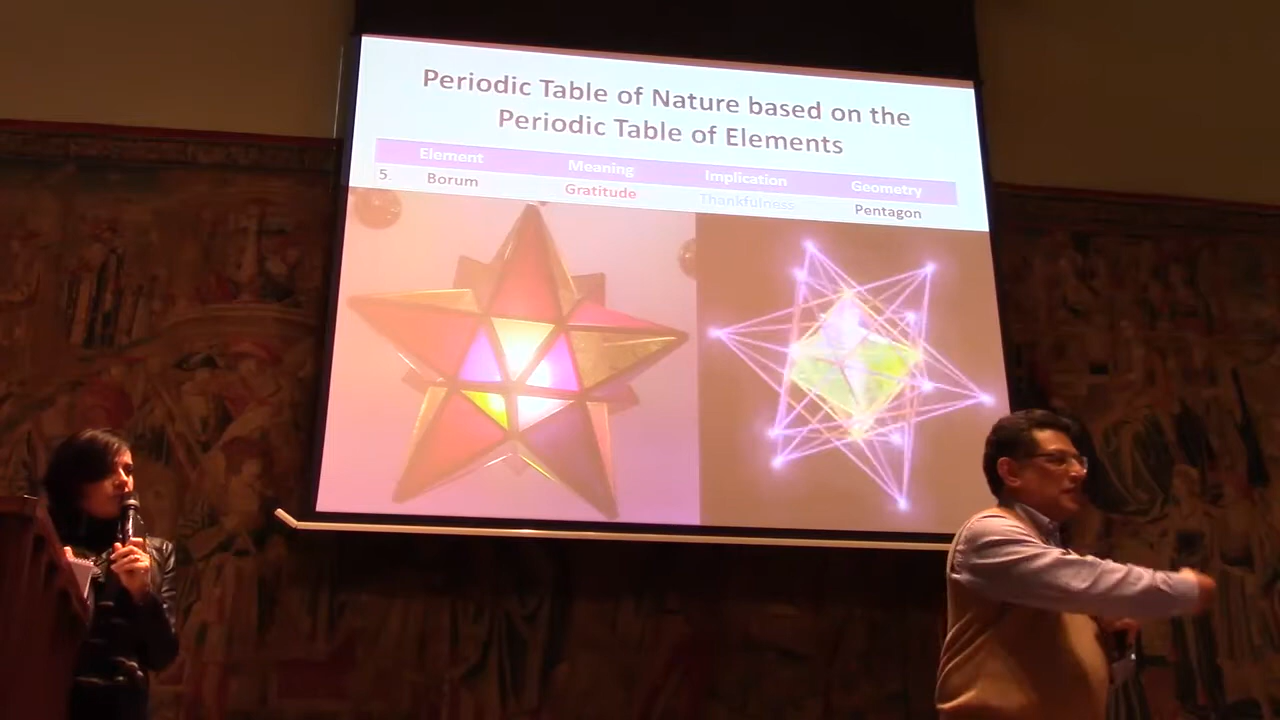 Periodic Table of Nature based on the
Periodic Table of Elements
Element Meaning Implication Geometry
5. Borum Gratitude Thankfulness Pentagon